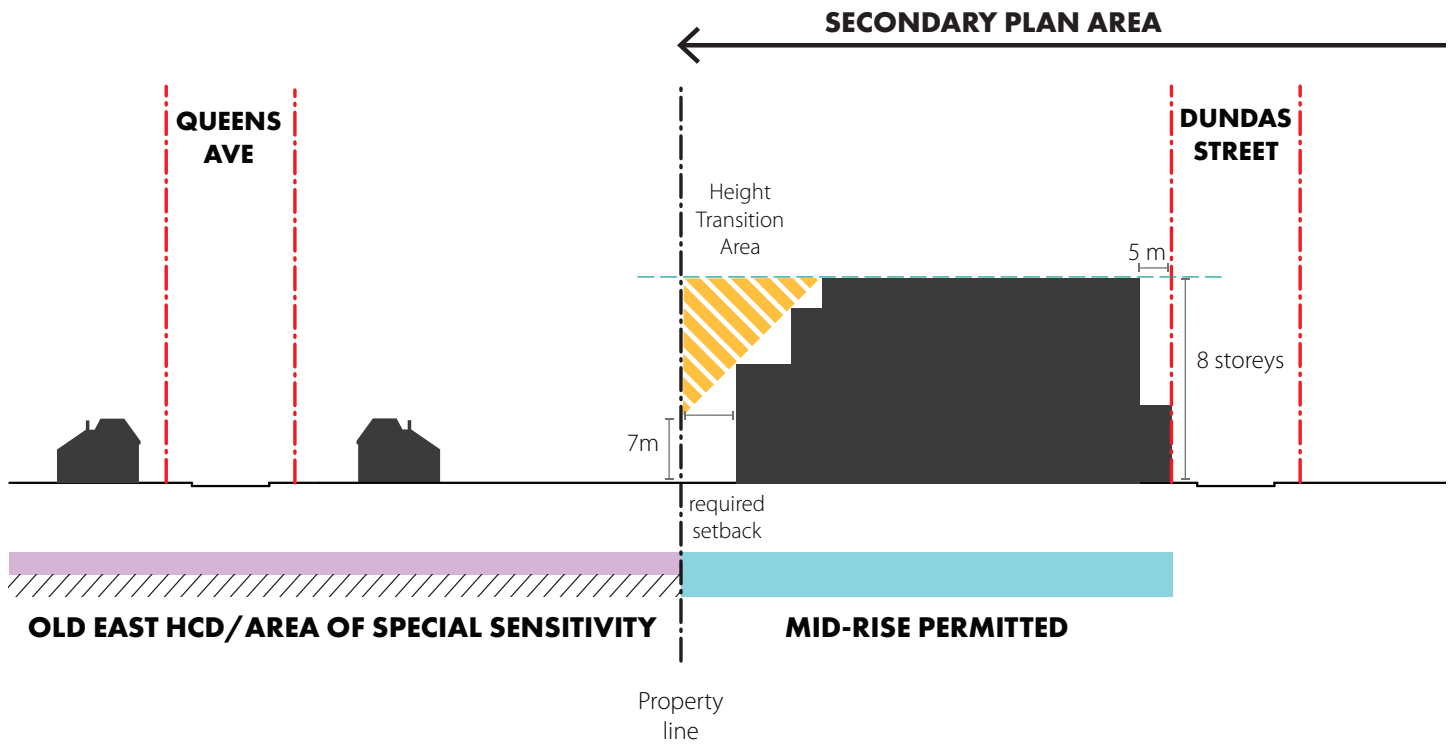 SECONDARY PLAN AREA
QUEENS
AVE
DUNDAS
STREET
Height
Transition
Area
5 m
8 storeys
7m
required
setback
OLD EAST HCD/AREA OF SPECIAL SENSITIVITY
MID-RISE PERMITTED
Property
line